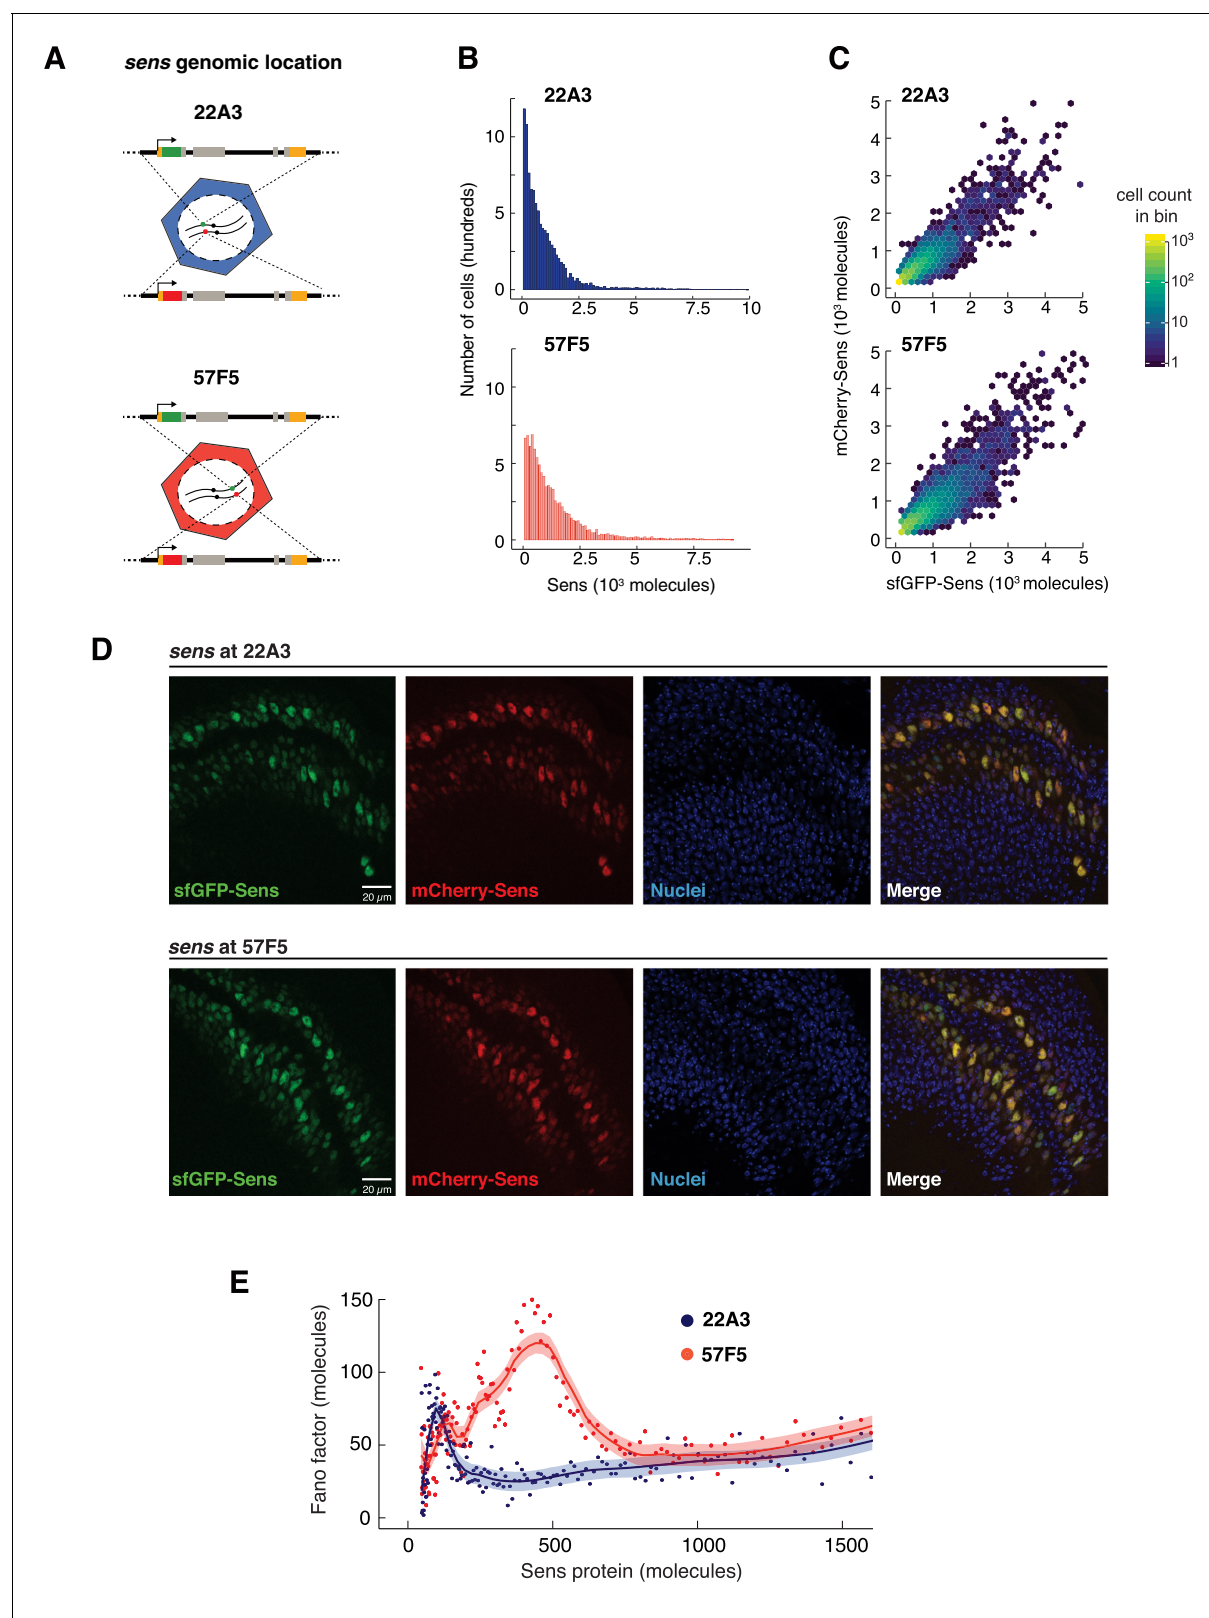 A
sens genomic location
22A3
57F5
B
22A3
10
5
0
0
2.5
5
7.5
10
57F5
10
5
0
0
2.5
5
7.5
Number of cells (hundreds)
Sens (10³ molecules)
C
22A3
5
4
3
2
1
0
0
1
2
3
4
5
57F5
5
4
3
2
1
0
0
1
2
3
4
5
mCherry-Sens (10³ molecules)
sfGFP-Sens (10³ molecules)
cell count
in bin
10³
10²
10
1
D
sens at 22A3
sfGFP-Sens
20 µm
mCherry-Sens
Nuclei
Merge
sens at 57F5
sfGFP-Sens
20 µm
mCherry-Sens
Nuclei
Merge
E
150
100
50
0
Fano factor (molecules)
22A3
57F5
0
500
1000
1500
Sens protein (molecules)